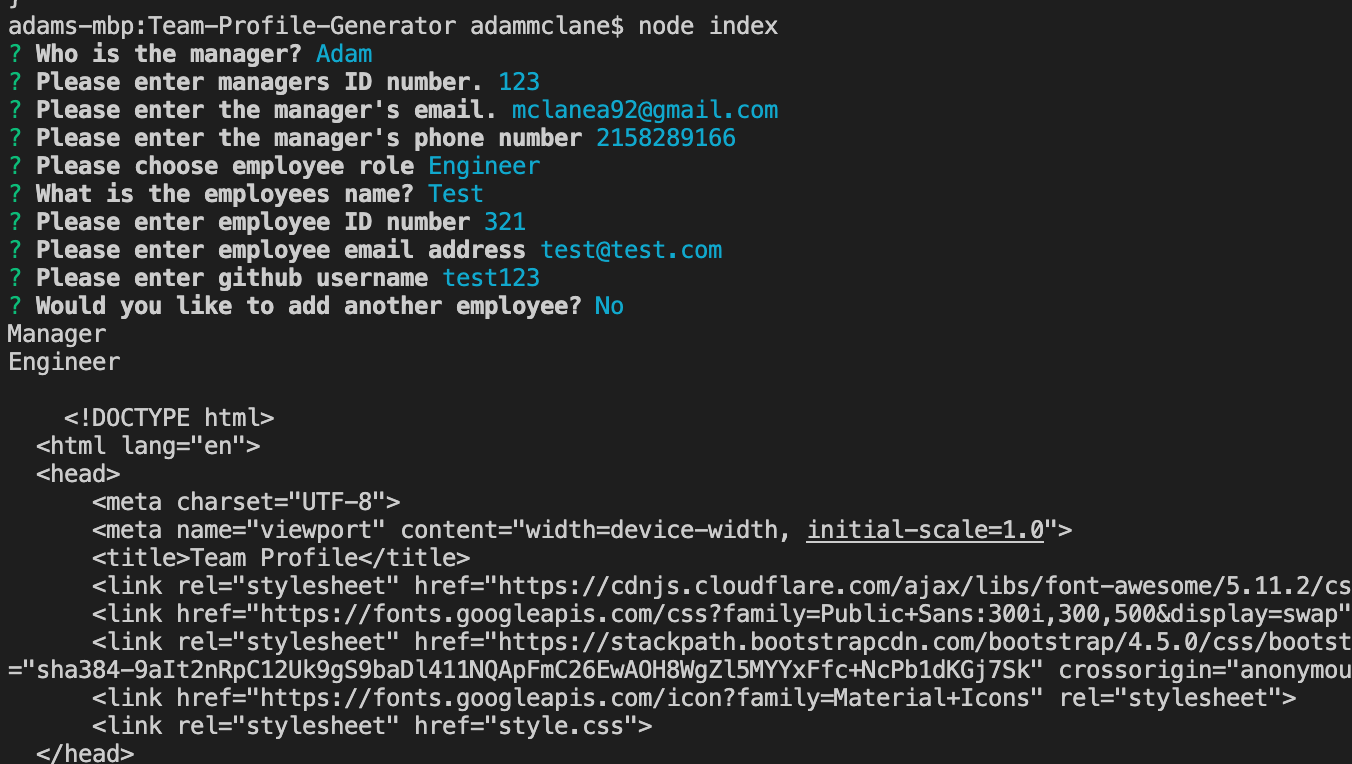 }
adams-mbp:Team-Profile-Generator adammclane$ node index
? Who is the manager? Adam
? Please enter managers ID number. 123
? Please enter the manager's email. mclanea92@gmail.com
? Please enter the manager's phone number 2158289166
? Please choose employee role Engineer
? What is the employees name? Test
? Please enter employee ID number 321
? Please enter employee email address test@test.com
? Please enter github username test123
? Would you like to add another employee? No
Manager
Engineer
<!DOCTYPE html>
<html lang="en">
<head>
<meta charset="UTF-8">
<meta name="viewport" content="width=device-width, initial-scale=1.0">
<title>Team Profile</title>
<link rel="stylesheet" href="https://cdnjs.cloudflare.com/ajax/libs/font-awesome/5.11.2/cs
<link href="https://fonts.googleapis.com/css?family=Public+Sans:300i,300,500&display=swap"
<link rel="stylesheet" href="https://stackpath.bootstrapcdn.com/bootstrap/4.5.0/css/bootst
="sha384-9aIt2nRpC12Uk9gS9baDl411NQApFmC26EwAOH8WgZl5MYYxFfc+NcPb1dKGj7Sk" crossorigin="anonymou
<link href="https://fonts.googleapis.com/icon?family=Material+Icons" rel="stylesheet">
<link rel="stylesheet" href="style.css">
</head>